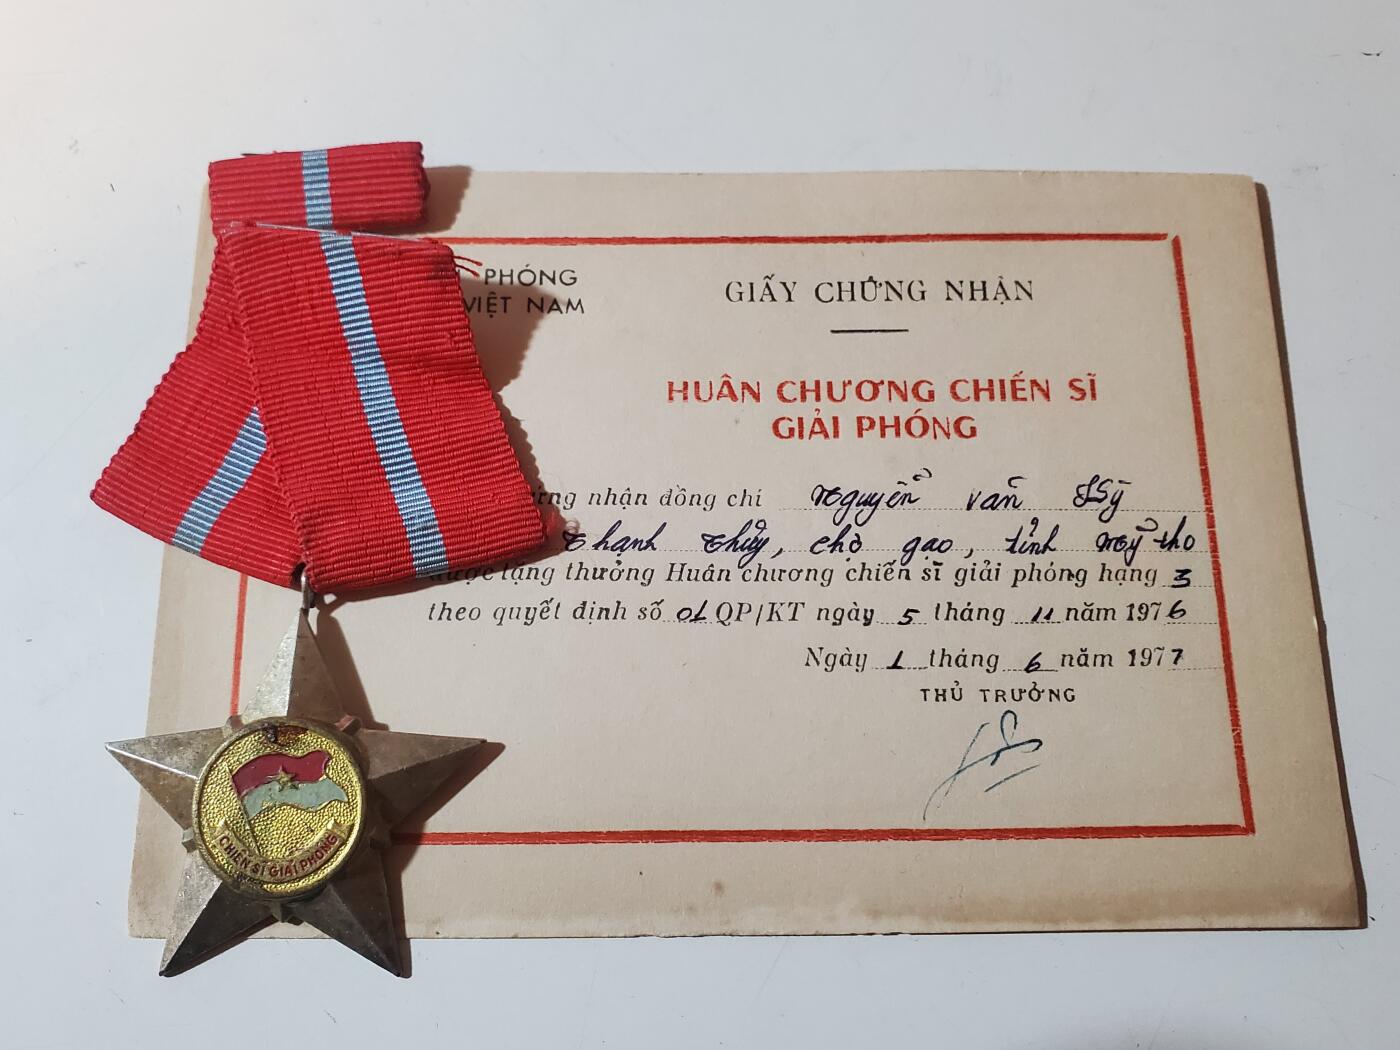 PHÓNG
VIỆT NAM
GIẤY CHỨNG NHẬN
HUÂN CHƯƠNG CHIẾN SĨ
GIẢI PHÓNG
nhận đồng chí Nguyễn văn Sỹ
Thạnh Thủy, chợ gạo, tỉnh Mỹ tho
được tặng thưởng Huân chương chiến sĩ giải phóng hạng 3
theo quyết định số 01 QP/KT ngày 5 tháng 11 năm 1976
Ngày 1 tháng 6 năm 1977
THỦ TRƯỞNG
CHIẾN SĨ GIẢI PHÓNG